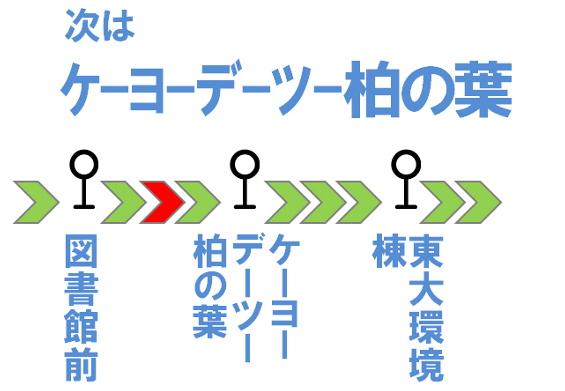 次は
ケーヨーデーツー柏の葉
図書館前
ケーヨー
デーツー
柏の葉
東大環境
棟